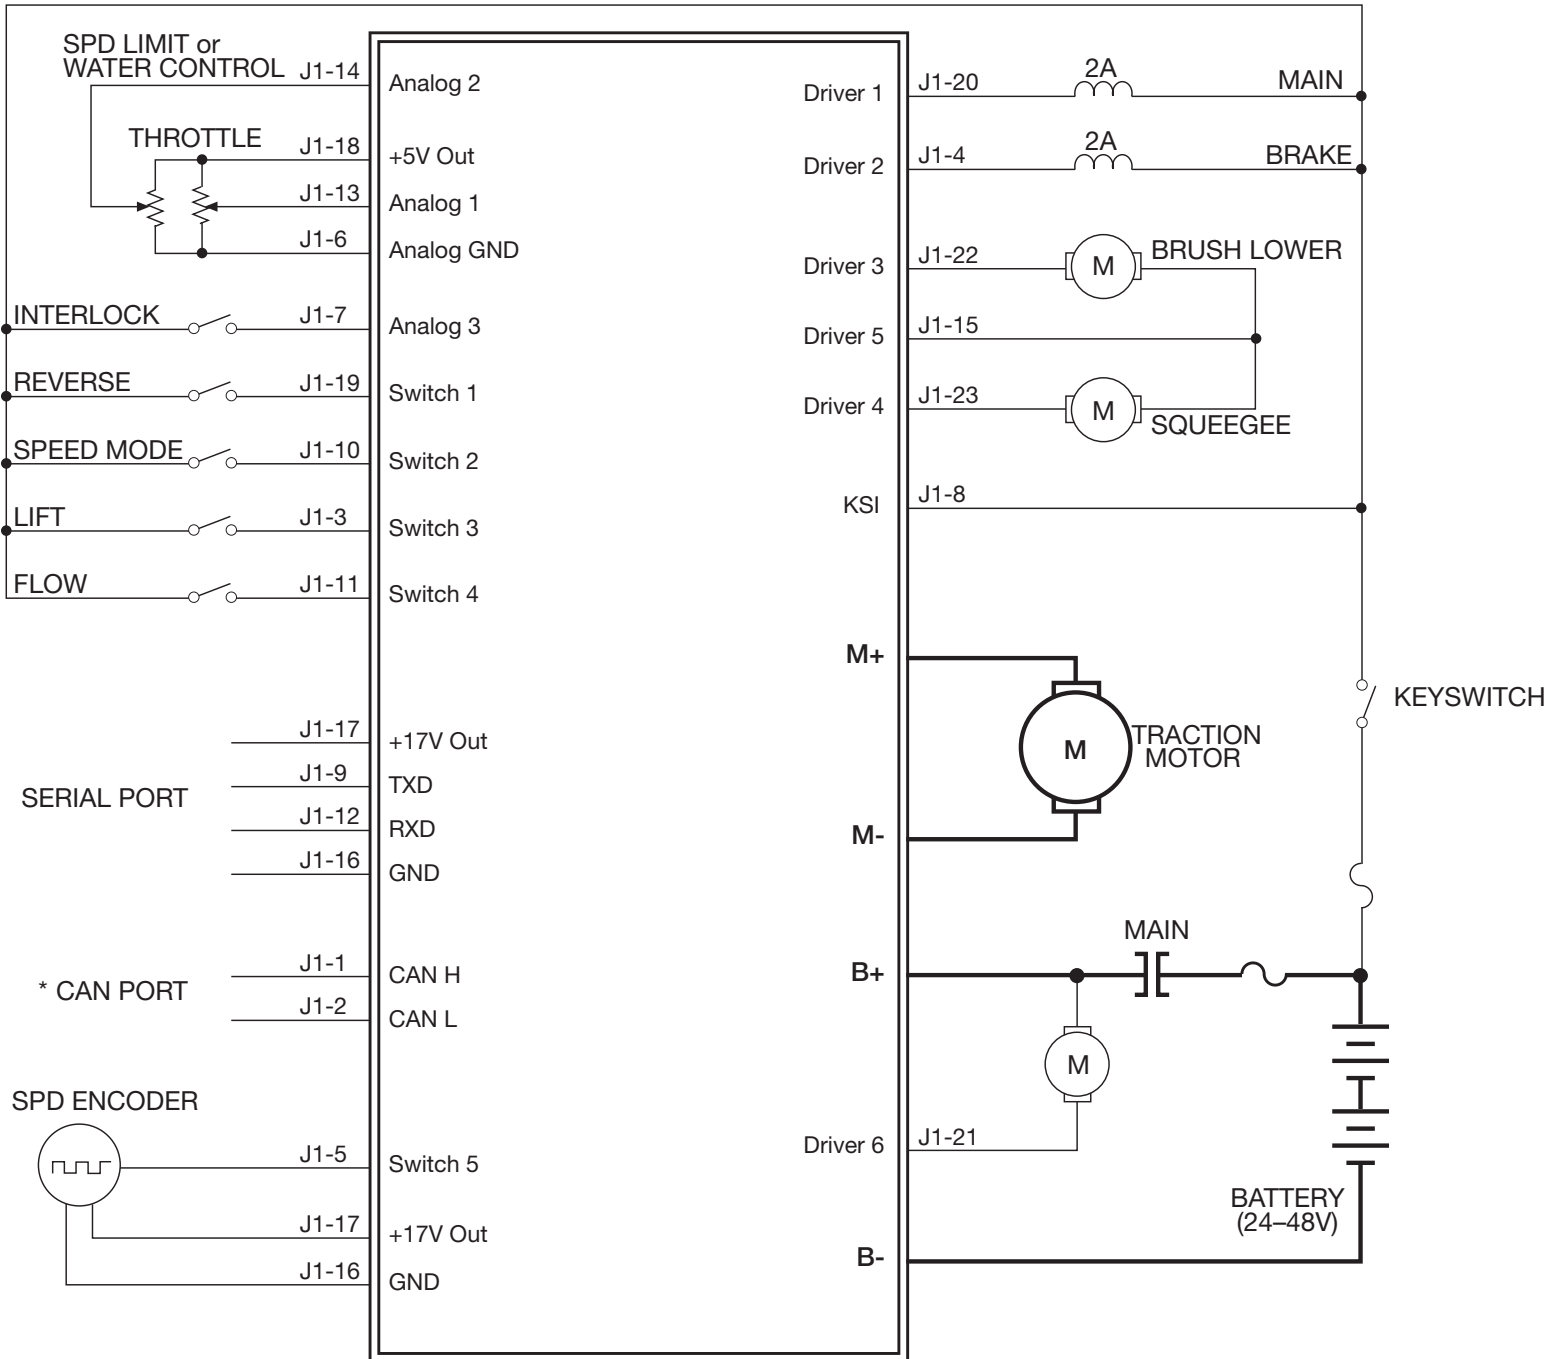 SPD LIMIT or
WATER CONTROL
J1-14
Analog 2
THROTTLE
J1-18
+5V Out
J1-13
Analog 1
J1-6
Analog GND
INTERLOCK
J1-7
Analog 3
REVERSE
J1-19
Switch 1
SPEED MODE
J1-10
Switch 2
LIFT
J1-3
Switch 3
FLOW
J1-11
Switch 4
SERIAL PORT
J1-17
+17V Out
J1-9
TXD
J1-12
RXD
J1-16
GND
* CAN PORT
J1-1
CAN H
J1-2
CAN L
SPD ENCODER
J1-5
Switch 5
J1-17
+17V Out
J1-16
GND
Driver 1
J1-20
2A
MAIN
Driver 2
J1-4
2A
BRAKE
Driver 3
J1-22
M
BRUSH LOWER
Driver 5
J1-15
Driver 4
J1-23
M
SQUEEGEE
KSI
J1-8
M+
KEYSWITCH
M
TRACTION
MOTOR
M-
MAIN
B+
M
Driver 6
J1-21
BATTERY
(24–48V)
B-